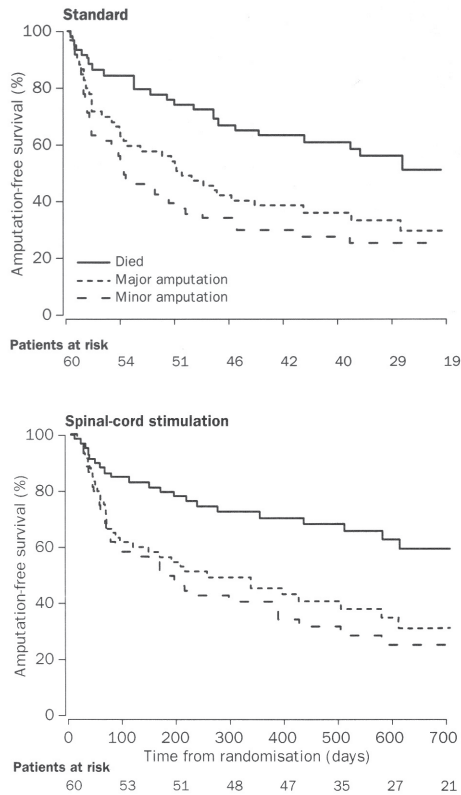 Standard
100
80
60
40
20
0
Amputation-free survival (%)
Died
Major amputation
Minor amputation
Patients at risk
60 54 51 46 42 40 29 19
Spinal-cord stimulation
100
80
60
40
20
0
Amputation-free survival (%)
0 100 200 300 400 500 600 700
Time from randomisation (days)
Patients at risk
60 53 51 48 47 35 27 21